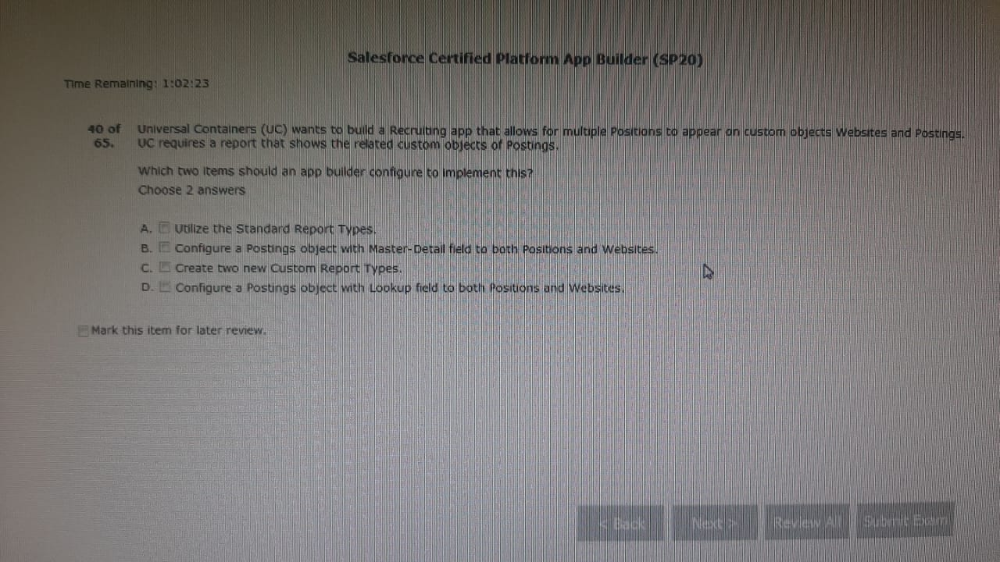 Salesforce Certified Platform App Builder (SP20)
Time Remaining: 1:02:23
40 of 65. Universal Containers (UC) wants to build a Recruiting app that allows for multiple Positions to appear on custom objects Websites and Postings.
UC requires a report that shows the related custom objects of Postings.
Which two items should an app builder configure to implement this?
Choose 2 answers
A. Utilize the Standard Report Types.
B. Configure a Postings object with Master-Detail field to both Positions and Websites.
C. Create two new Custom Report Types.
D. Configure a Postings object with Lookup field to both Positions and Websites.
Mark this item for later review.
< Back Next > Review All Submit Exam